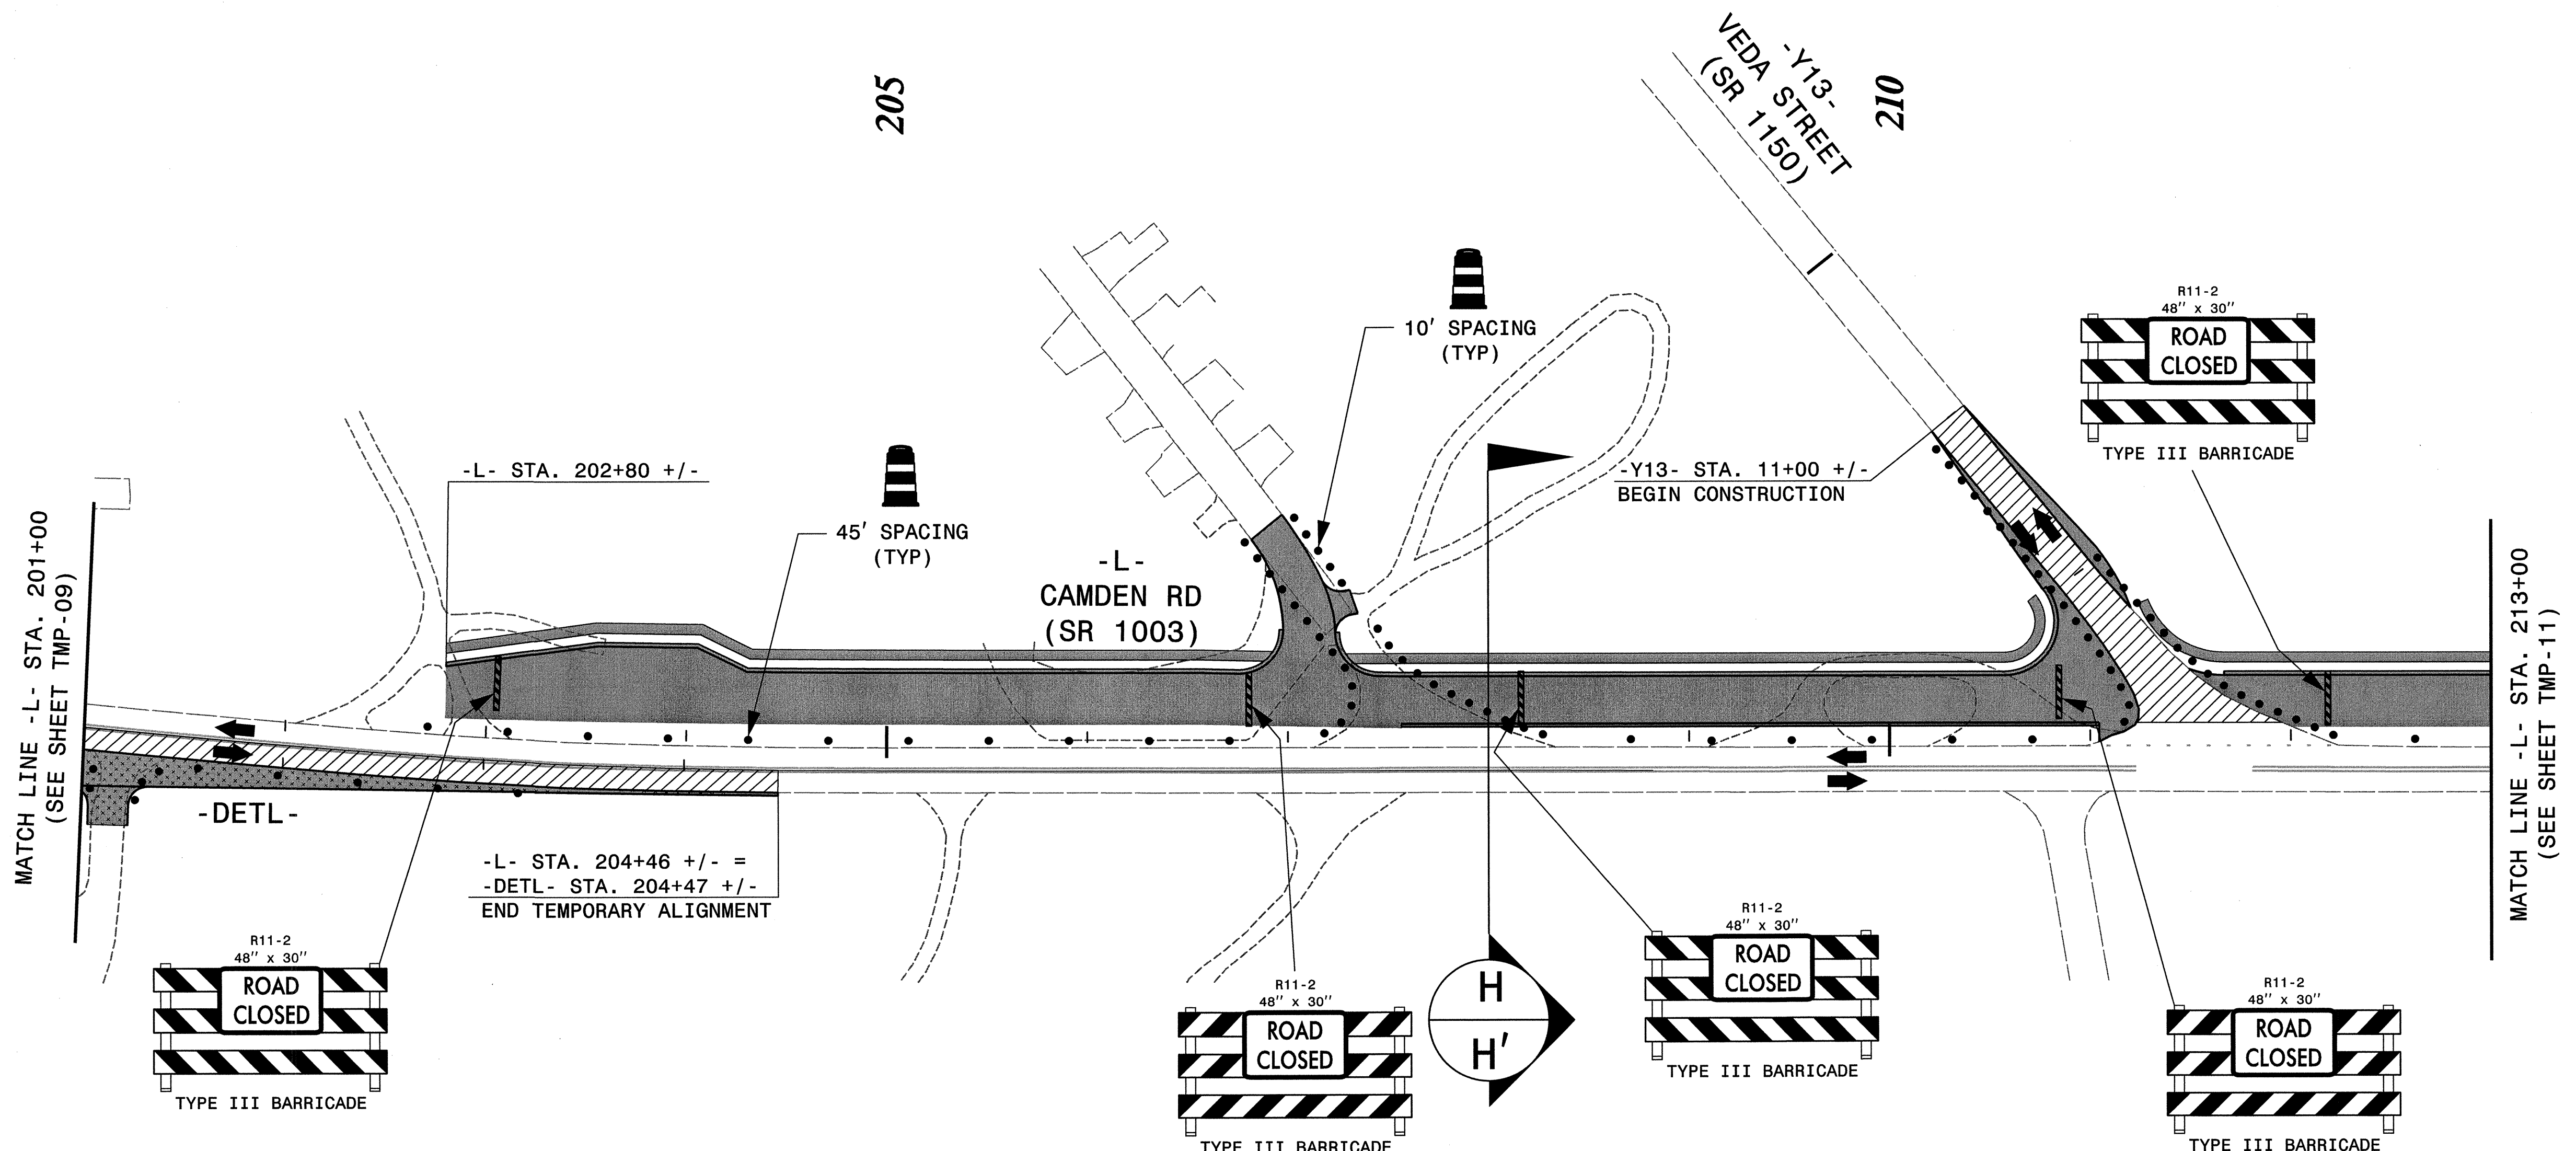 205
210
-Y13-
VEDA STREET
(SR 1150)
R11-2
48" x 30"
ROAD
CLOSED
TYPE III BARRICADE
10' SPACING
(TYP)
-L- STA. 202+80 +/-
45' SPACING
(TYP)
-Y13- STA. 11+00 +/-
BEGIN CONSTRUCTION
-L-
CAMDEN RD
(SR 1003)
MATCH LINE -L- STA. 201+00
(SEE SHEET TMP-09)
MATCH LINE -L- STA. 213+00
(SEE SHEET TMP-11)
-DETL-
-L- STA. 204+46 +/- =
-DETL- STA. 204+47 +/-
END TEMPORARY ALIGNMENT
R11-2
48" x 30"
ROAD
CLOSED
TYPE III BARRICADE
R11-2
48" x 30"
ROAD
CLOSED
TYPE III BARRICADE
H
H'
R11-2
48" x 30"
ROAD
CLOSED
TYPE III BARRICADE
R11-2
48" x 30"
ROAD
CLOSED
TYPE III BARRICADE